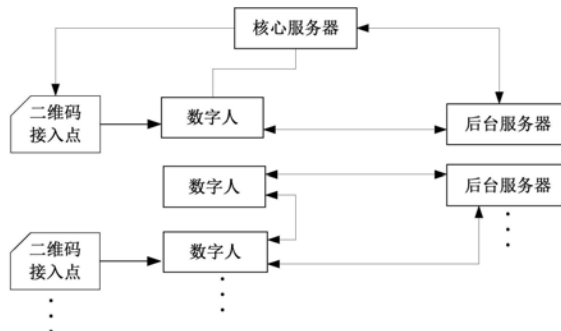 核心服务器
二维码
接入点
数字人
后台服务器
数字人
后台服务器
二维码
接入点
数字人